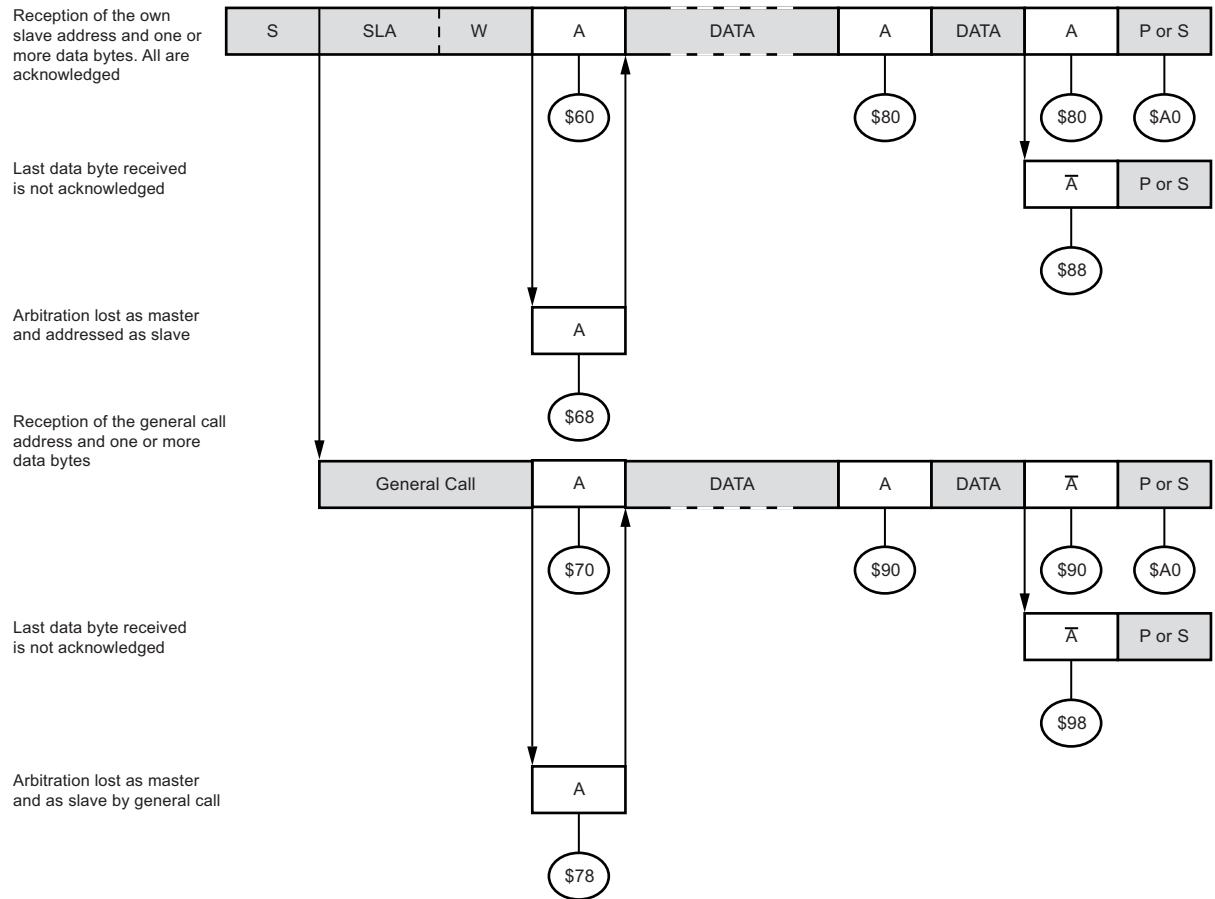 Reception of the own
slave address and one or
more data bytes. All are
acknowledged
S SLA W A DATA A DATA A P or S
$60 $80 $80 $A0
Last data byte received
is not acknowledged
A̅ P or S
$88
Arbitration lost as master
and addressed as slave
A
$68
Reception of the general call
address and one or more
data bytes
General Call A DATA A DATA A̅ P or S
$70 $90 $90 $A0
Last data byte received
is not acknowledged
A̅ P or S
$98
Arbitration lost as master
and as slave by general call
A
$78